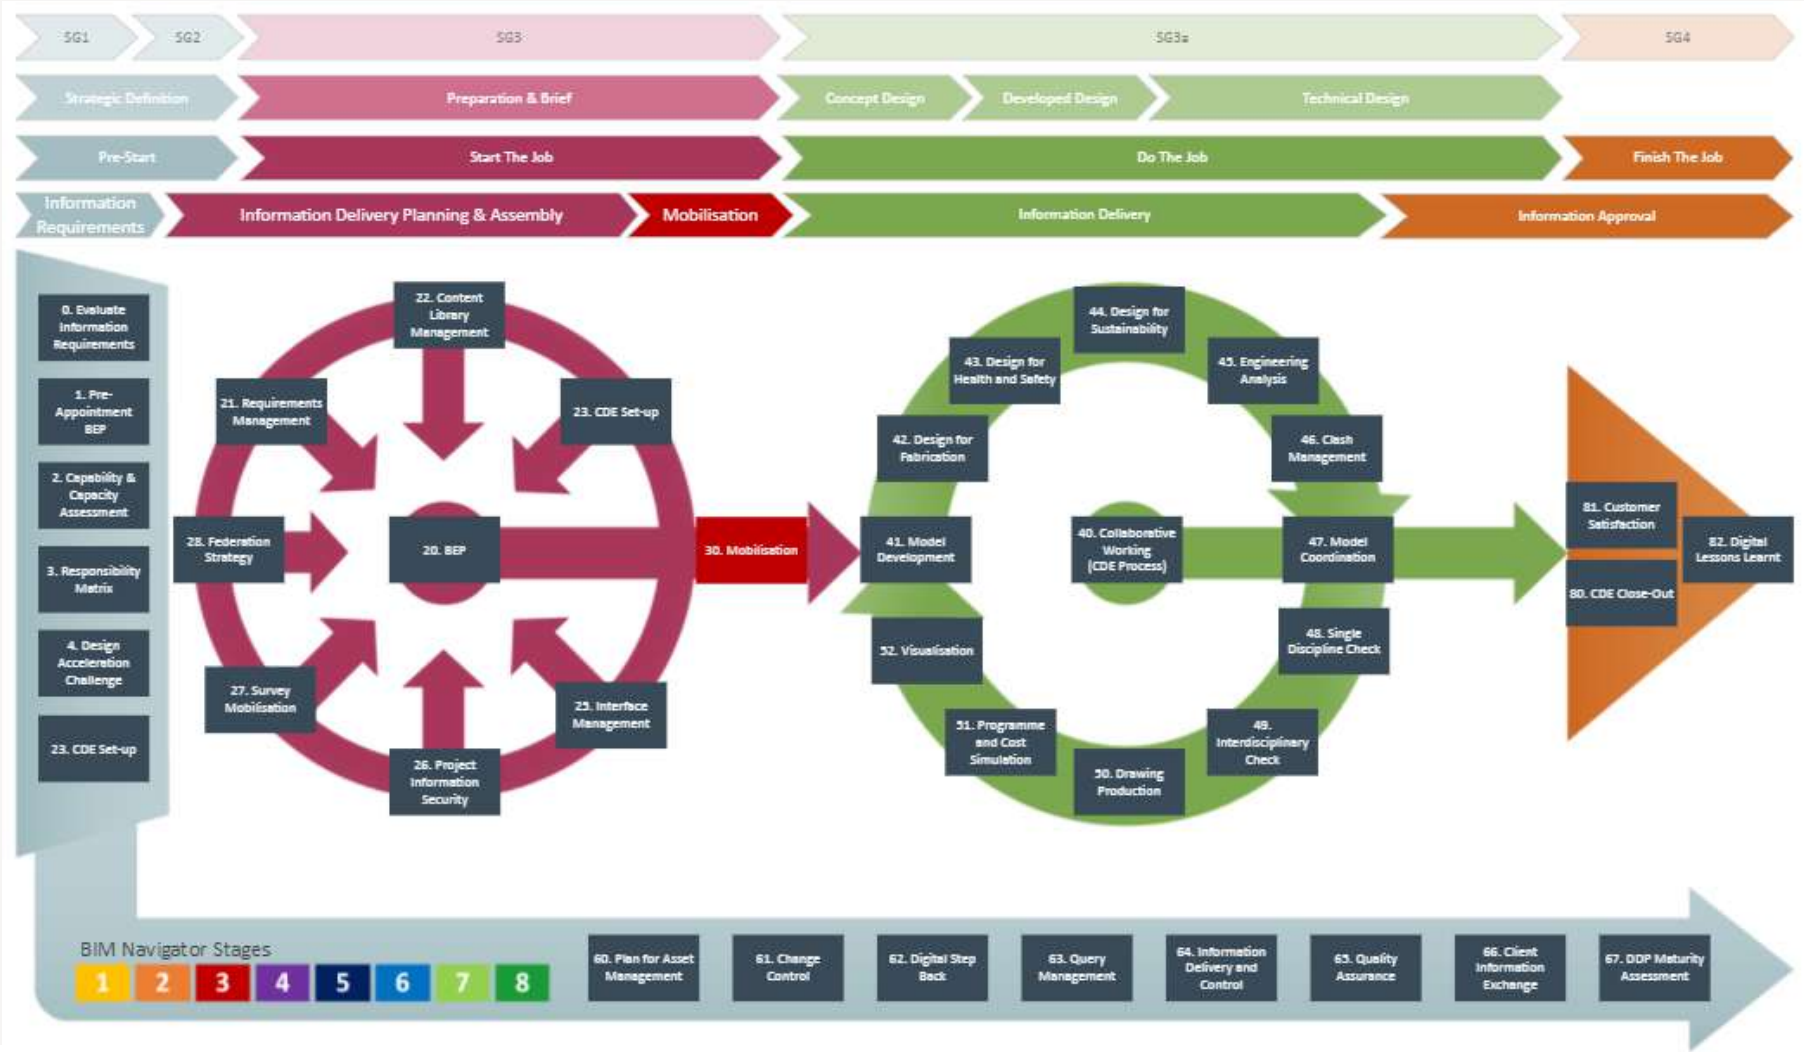 SG1
SG2
SG3
SG3a
SG4
Strategic Definition
Preparation & Brief
Concept Design
Developed Design
Technical Design
Pre-Start
Start The Job
Do The Job
Finish The Job
Information
Requirements
Information Delivery Planning & Assembly
Mobilisation
Information Delivery
Information Approval
0. Evaluate
Information
Requirements
1. Pre-
Appointment
BEP
2. Capability &
Capacity
Assessment
3. Responsibility
Matrix
4. Design
Acceleration
Challenge
23. CDE Set-up
22. Content
Library
Management
21. Requirements
Management
23. CDE Set-up
28. Federation
Strategy
20. BEP
27. Survey
Mobilisation
25. Interface
Management
26. Project
Information
Security
30. Mobilisation
44. Design for
Sustainability
43. Design for
Health and Safety
45. Engineering
Analysis
42. Design for
Fabrication
46. Clash
Management
41. Model
Development
40. Collaborative
Working
(CDE Process)
47. Model
Coordination
52. Visualisation
48. Single
Discipline Check
51. Programme
and Cost
Simulation
49.
Interdisciplinary
Check
50. Drawing
Production
81. Customer
Satisfaction
82. Digital
Lessons Learnt
80. CDE Close-Out
BIM Navigator Stages
1 2 3 4 5 6 7 8
60. Plan for Asset
Management
61. Change
Control
62. Digital Step
Back
63. Query
Management
64. Information
Delivery and
Control
65. Quality
Assurance
66. Client
Information
Exchange
67. DDP Maturity
Assessment